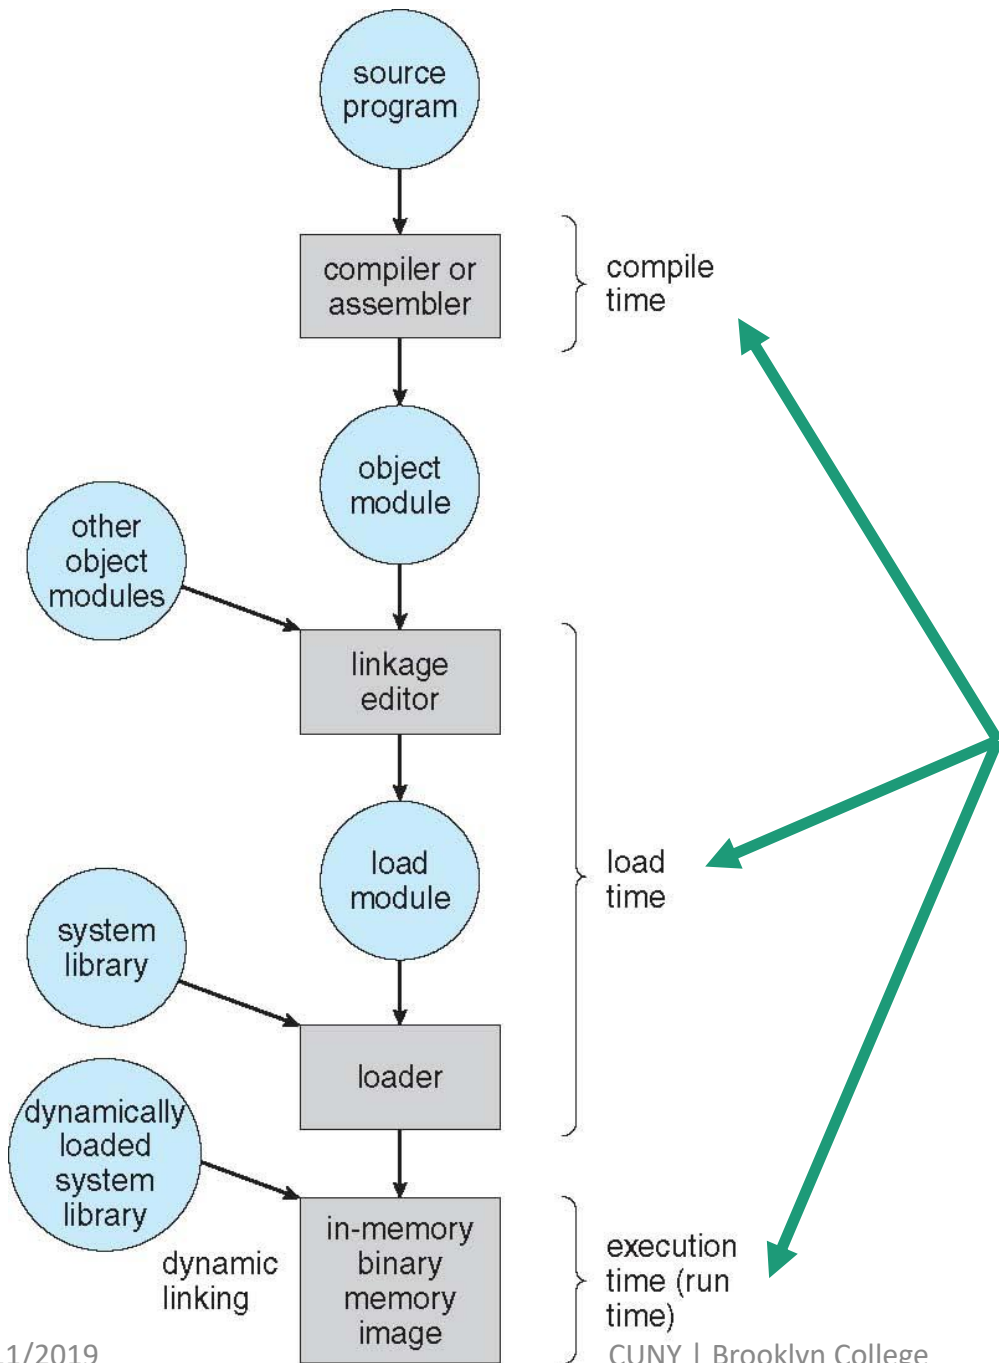 source
program
compiler or
assembler
compile
time
object
module
other
object
modules
linkage
editor
load
module
load
time
system
library
loader
dynamically
loaded
system
library
dynamic
linking
in-memory
binary
memory
image
execution
time (run
time)
1/2019
CUNY | Brooklyn College